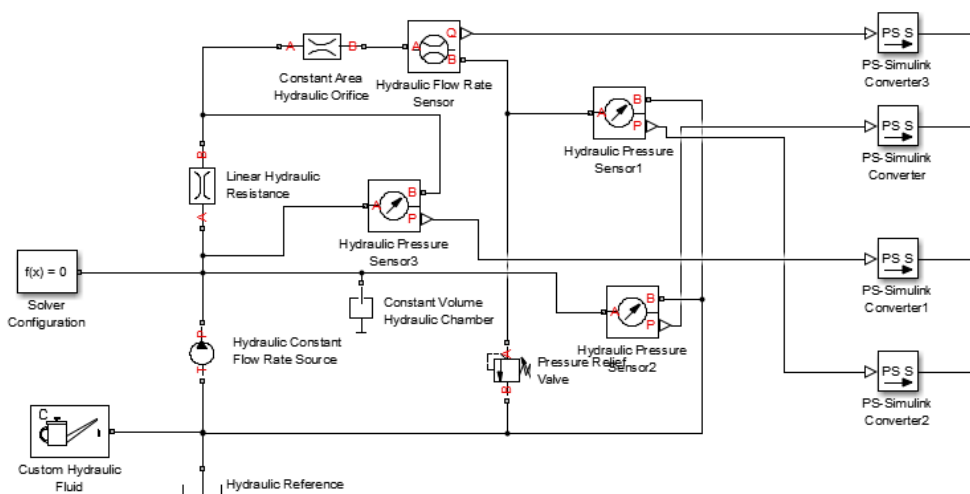 Q
PS S
A
B
A
B
PS-Simulink
Converter3
Constant Area
Hydraulic Orifice
Hydraulic Flow Rate
Sensor
A
B
P
PS S
Hydraulic Pressure
Sensor1
PS-Simulink
Converter
B
Linear Hydraulic
Resistance
A
A
B
P
Hydraulic Pressure
Sensor3
PS S
PS-Simulink
Converter1
f(x) = 0
Solver
Configuration
Constant Volume
Hydraulic Chamber
A
B
P
Hydraulic Pressure
Sensor2
P
Hydraulic Constant
Flow Rate Source
T
A
Pressure Relief
Valve
B
PS S
PS-Simulink
Converter2
C
Custom Hydraulic
Fluid
Hydraulic Reference